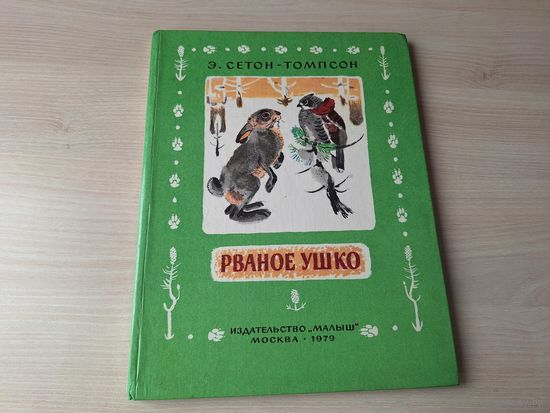 Э. СЕТОН-ТОМПСОН
РВАНОЕ УШКО
ИЗДАТЕЛЬСТВО „МАЛЫШ"
МОСКВА · 1979